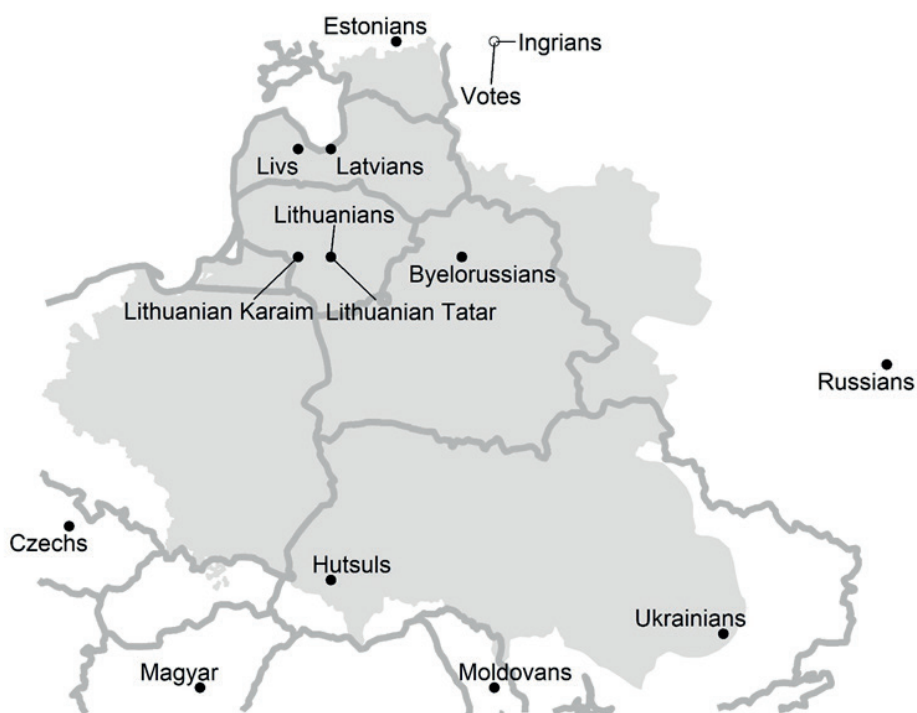 Estonians
Ingrians
Votes
Livs
Latvians
Lithuanians
Byelorussians
Lithuanian Karaim
Lithuanian Tatar
Russians
Czechs
Hutsuls
Ukrainians
Magyar
Moldovans